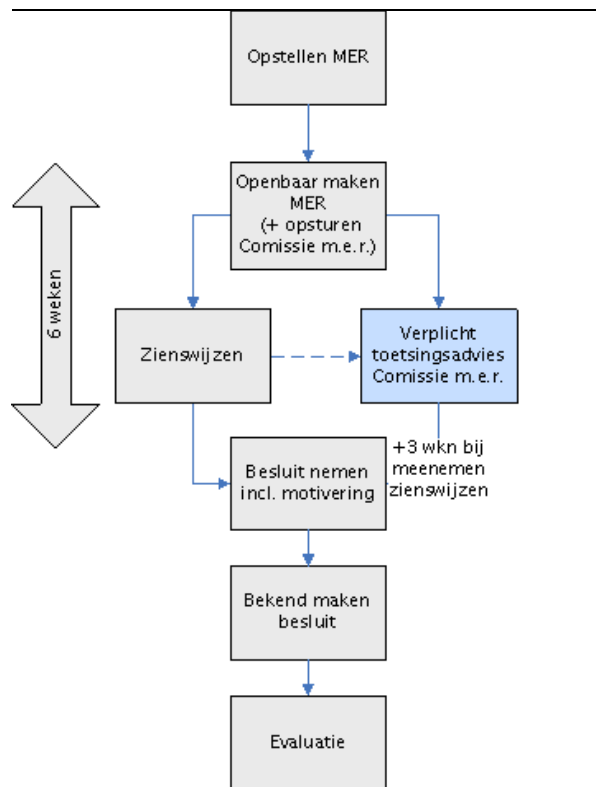 Opstellen MER
Openbaar maken
MER
(+ opsturen
Comissie m.e.r.)
6 weken
Zienswijzen
Verplicht
toetsingsadvies
Comissie m.e.r.
+3 wkn bij
meenemen
zienswijzen
Besluit nemen
incl. motivering
Bekend maken
besluit
Evaluatie